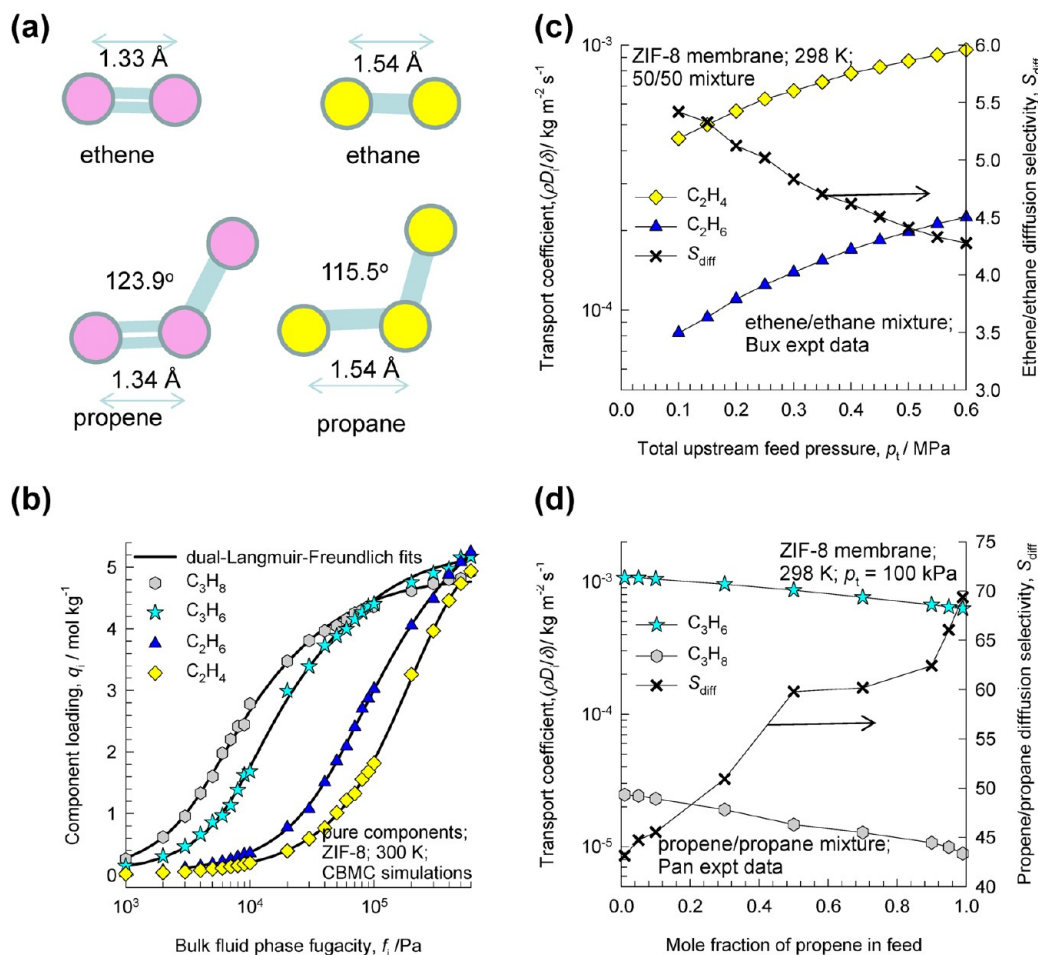 (a)
1.33 Å
ethene
1.54 Å
ethane
123.9°
1.34 Å
propene
115.5°
1.54 Å
propane
(b)
dual-Langmuir-Freundlich fits
C3H8
C3H6
C2H6
C2H4
pure components;
ZIF-8; 300 K;
CBMC simulations
Component loading, qi / mol kg-1
5
4
3
2
1
0
10^3
10^4
10^5
Bulk fluid phase fugacity, fi /Pa
(c)
ZIF-8 membrane; 298 K;
50/50 mixture
C2H4
C2H6
Sdiff
ethene/ethane mixture;
Bux expt data
Transport coefficient,(ρDi/δ)/ kg m-2 s-1
10^-3
10^-4
Ethene/ethane difffusion selectivity, Sdiff
6.0
5.5
5.0
4.5
4.0
3.5
3.0
0.0
0.1
0.2
0.3
0.4
0.5
0.6
Total upstream feed pressure, pt / MPa
(d)
ZIF-8 membrane;
298 K; pt = 100 kPa
C3H6
C3H8
Sdiff
propene/propane mixture;
Pan expt data
Transport coefficient,(ρDi/δ)/ kg m-2 s-1
10^-3
10^-4
10^-5
Propene/propane difffusion selectivity, Sdiff
75
70
65
60
55
50
45
40
0.0
0.2
0.4
0.6
0.8
1.0
Mole fraction of propene in feed